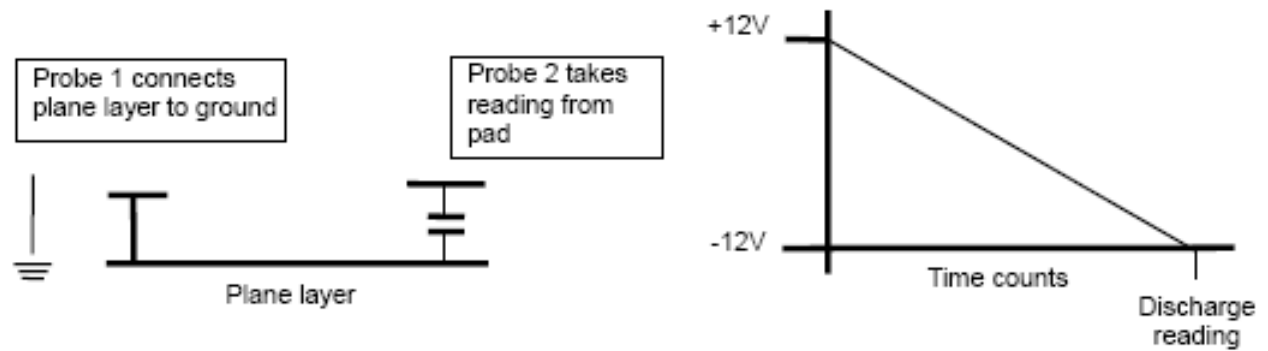 Probe 1 connects
plane layer to ground
Probe 2 takes
reading from
pad
Plane layer
+12V
-12V
Time counts
Discharge
reading